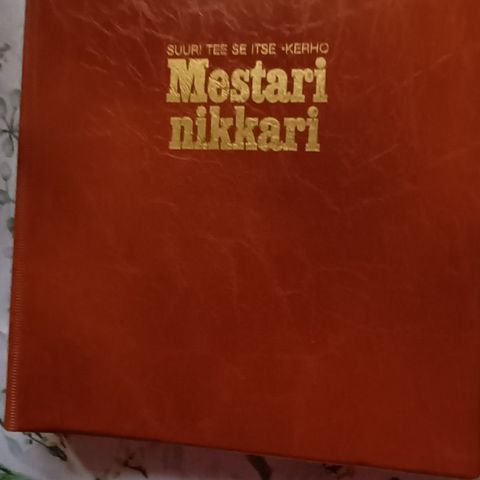 SUURI TEE SE ITSE -KERHO
Mestari
nikkari